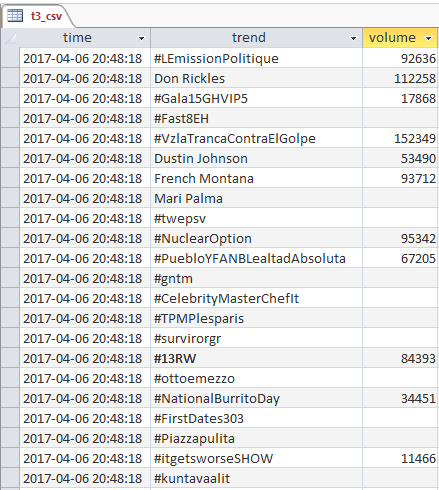 t3_csv
time trend volume
2017-04-06 20:48:18 #LEmissionPolitique 92636
2017-04-06 20:48:18 Don Rickles 112258
2017-04-06 20:48:18 #Gala15GHVIP5 17868
2017-04-06 20:48:18 #Fast8EH
2017-04-06 20:48:18 #VzlaTrancaContraElGolpe 152349
2017-04-06 20:48:18 Dustin Johnson 53490
2017-04-06 20:48:18 French Montana 93712
2017-04-06 20:48:18 Mari Palma
2017-04-06 20:48:18 #twepsv
2017-04-06 20:48:18 #NuclearOption 95342
2017-04-06 20:48:18 #PuebloYFANBLealtadAbsoluta 67205
2017-04-06 20:48:18 #gntm
2017-04-06 20:48:18 #CelebrityMasterChefIt
2017-04-06 20:48:18 #TPMPlesparis
2017-04-06 20:48:18 #survirorgr
2017-04-06 20:48:18 #13RW 84393
2017-04-06 20:48:18 #ottoemezzo
2017-04-06 20:48:18 #NationalBurritoDay 34451
2017-04-06 20:48:18 #FirstDates303
2017-04-06 20:48:18 #Piazzapulita
2017-04-06 20:48:18 #itgetsworseSHOW 11466
2017-04-06 20:48:18 #kuntavaalit